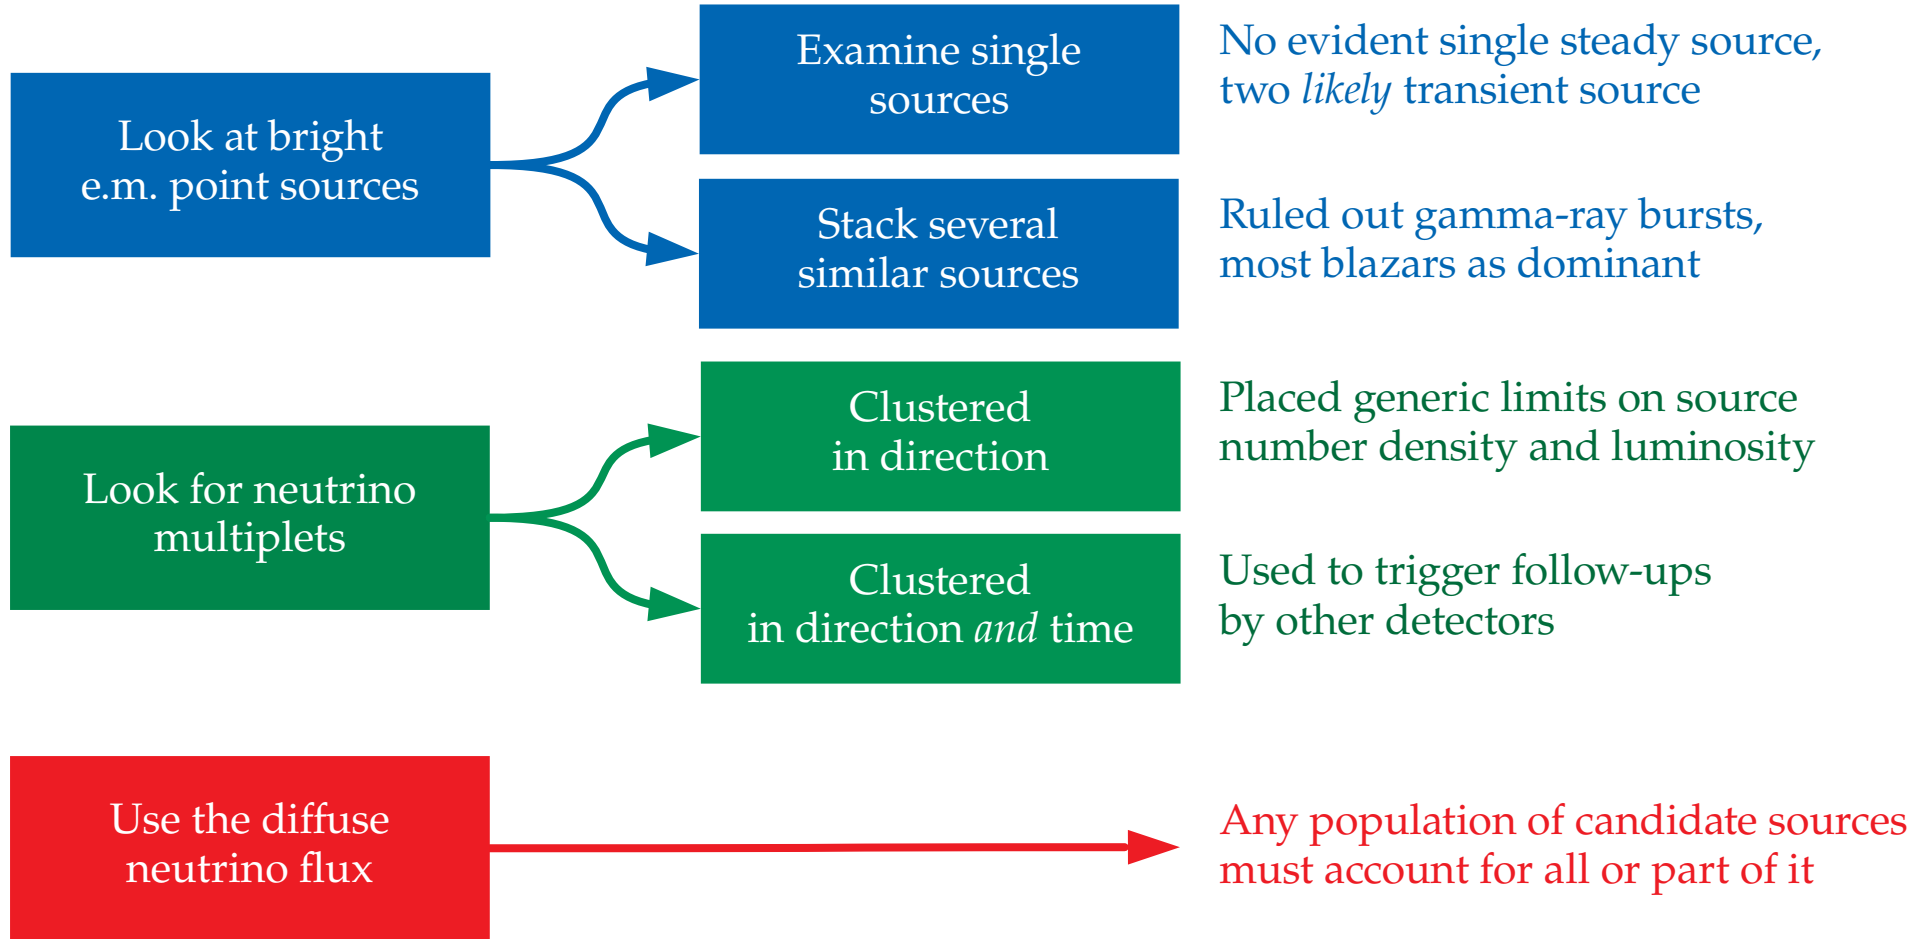 Look at bright
e.m. point sources
Examine single
sources
No evident single steady source,
two likely transient source
Stack several
similar sources
Ruled out gamma-ray bursts,
most blazars as dominant
Look for neutrino
multiplets
Clustered
in direction
Placed generic limits on source
number density and luminosity
Clustered
in direction and time
Used to trigger follow-ups
by other detectors
Use the diffuse
neutrino flux
Any population of candidate sources
must account for all or part of it